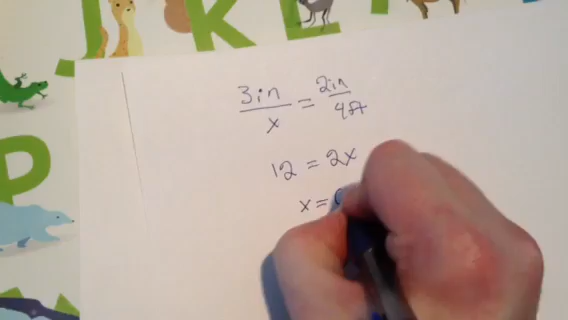 J K L
P
3in / x = 2in / 4ft
12 = 2x
x =